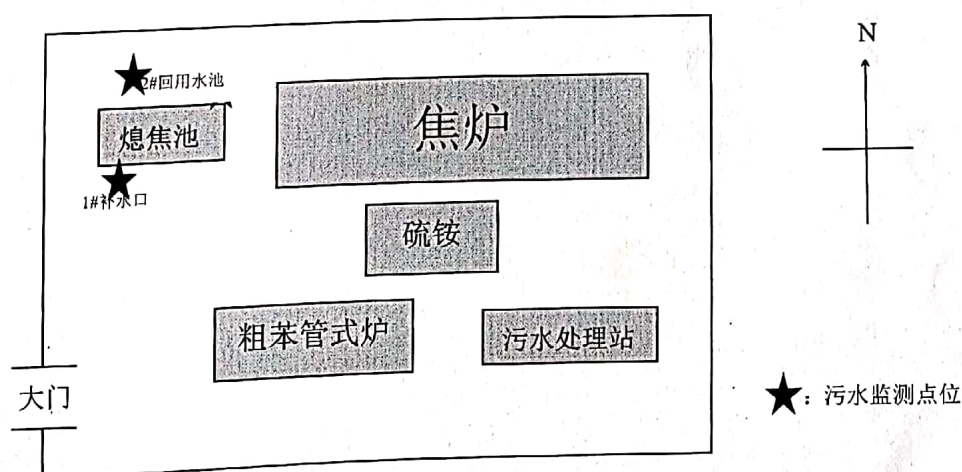 N
2#回用水池
熄焦池
焦炉
1#补水口
硫铵
粗苯管式炉
污水处理站
大门
★：污水监测点位